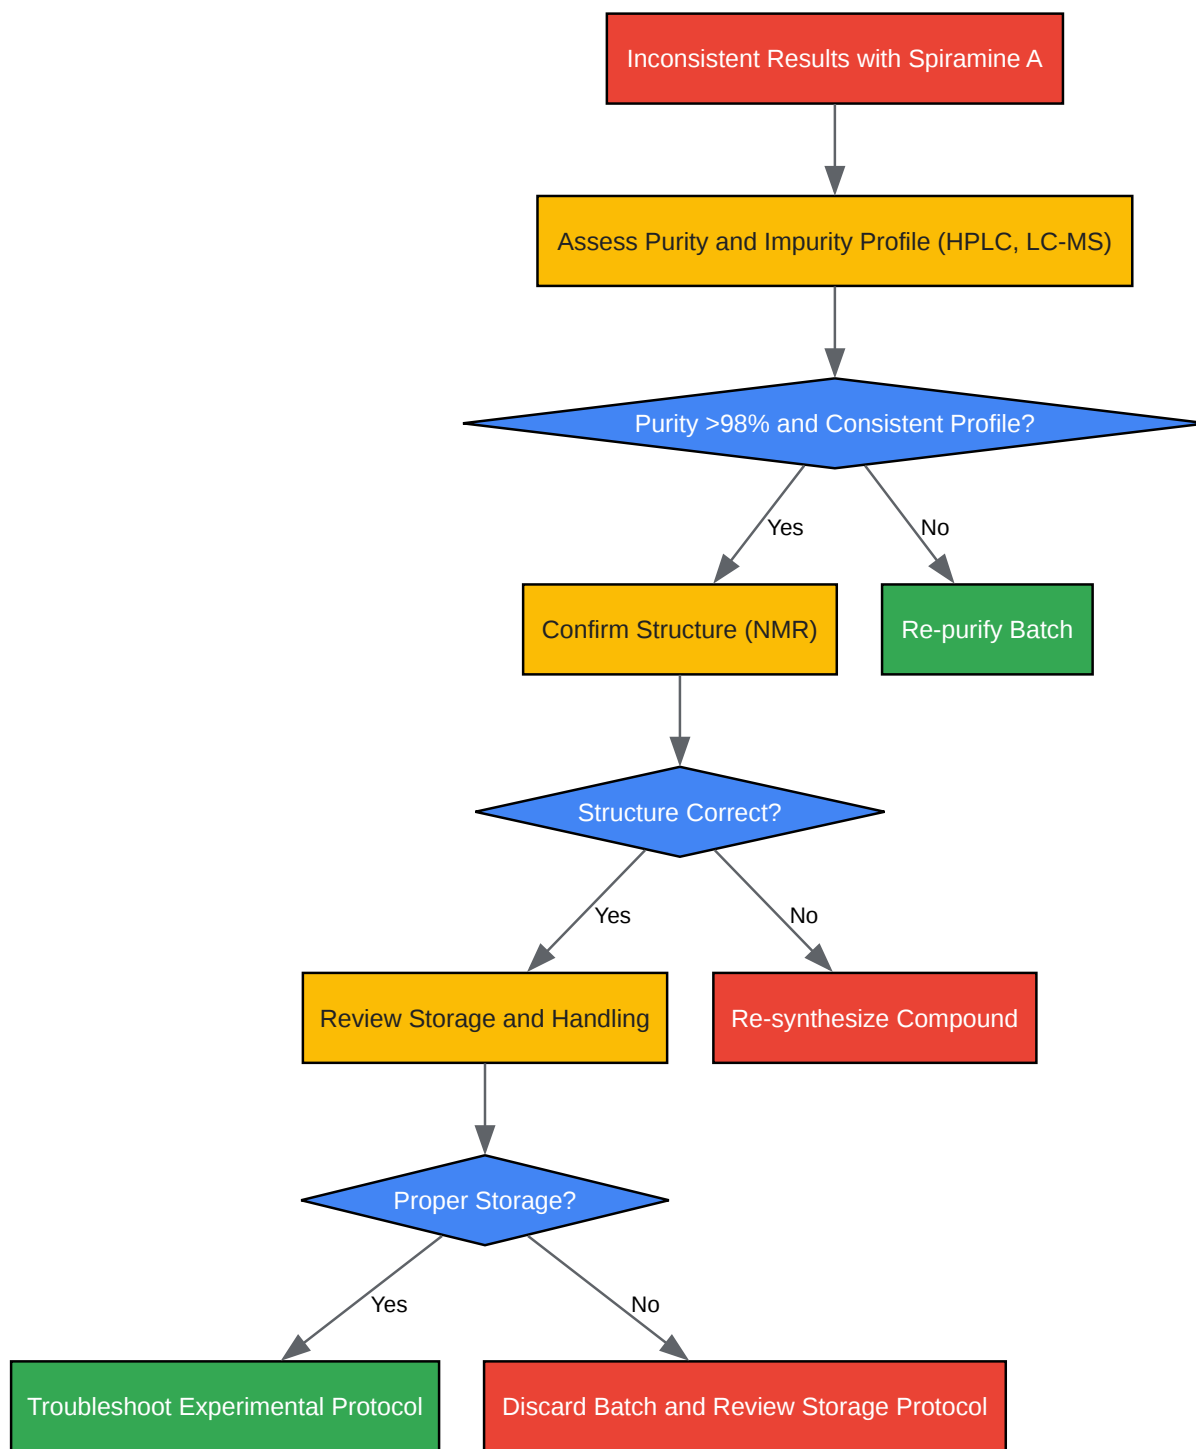 Inconsistent Results with Spiramine A
Assess Purity and Impurity Profile (HPLC, LC-MS)
Purity >98% and Consistent Profile?
Yes
No
Confirm Structure (NMR)
Re-purify Batch
Structure Correct?
Yes
No
Review Storage and Handling
Re-synthesize Compound
Proper Storage?
Yes
No
Troubleshoot Experimental Protocol
Discard Batch and Review Storage Protocol